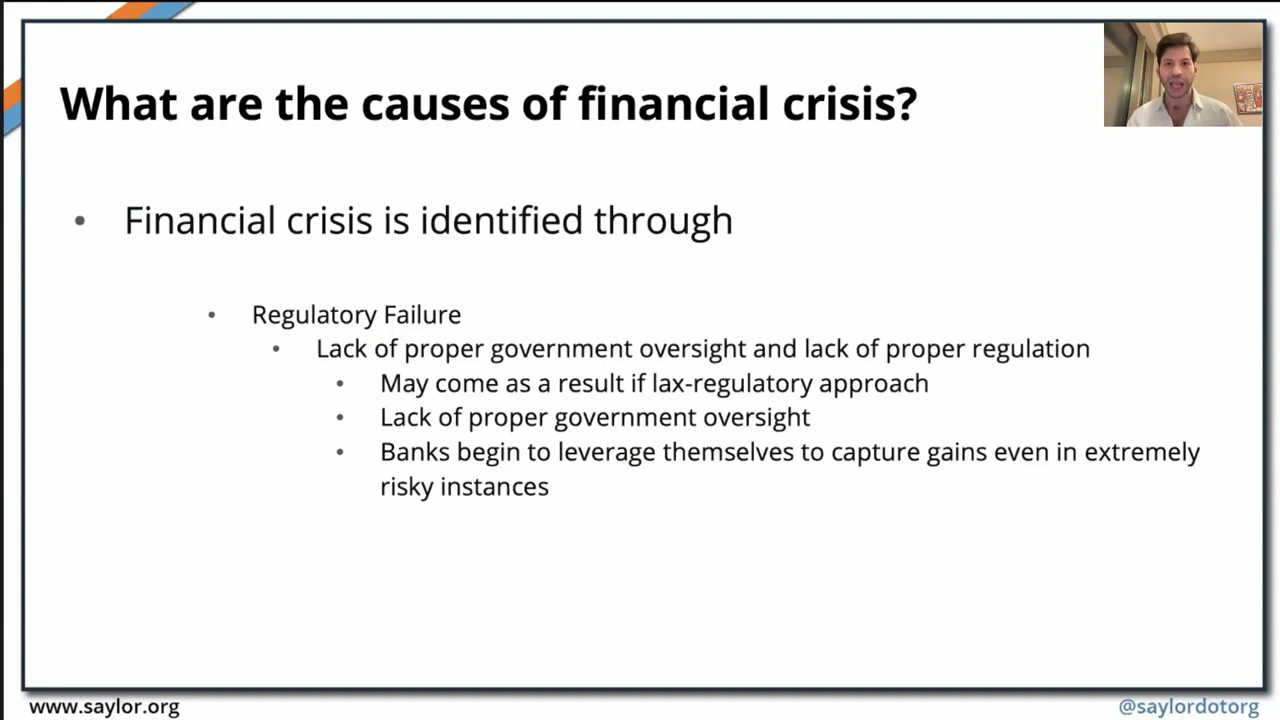 What are the causes of financial crisis?
• Financial crisis is identified through
• Regulatory Failure
• Lack of proper government oversight and lack of proper regulation
• May come as a result if lax-regulatory approach
• Lack of proper government oversight
• Banks begin to leverage themselves to capture gains even in extremely
risky instances
www.saylor.org
@saylordotorg